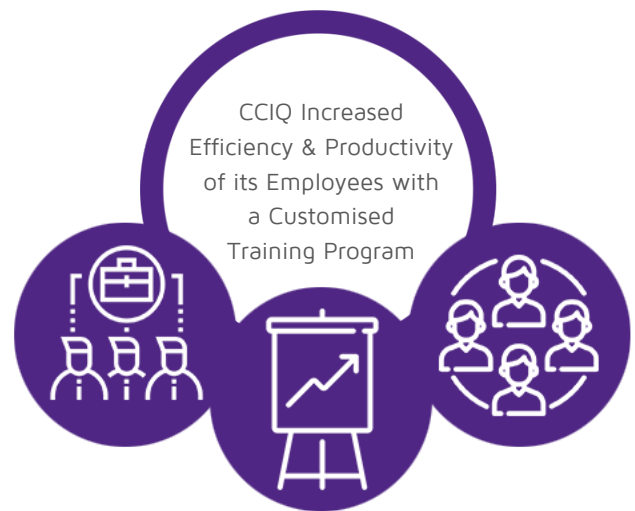 CCIQ Increased
Efficiency & Productivity
of its Employees with
a Customised
Training Program